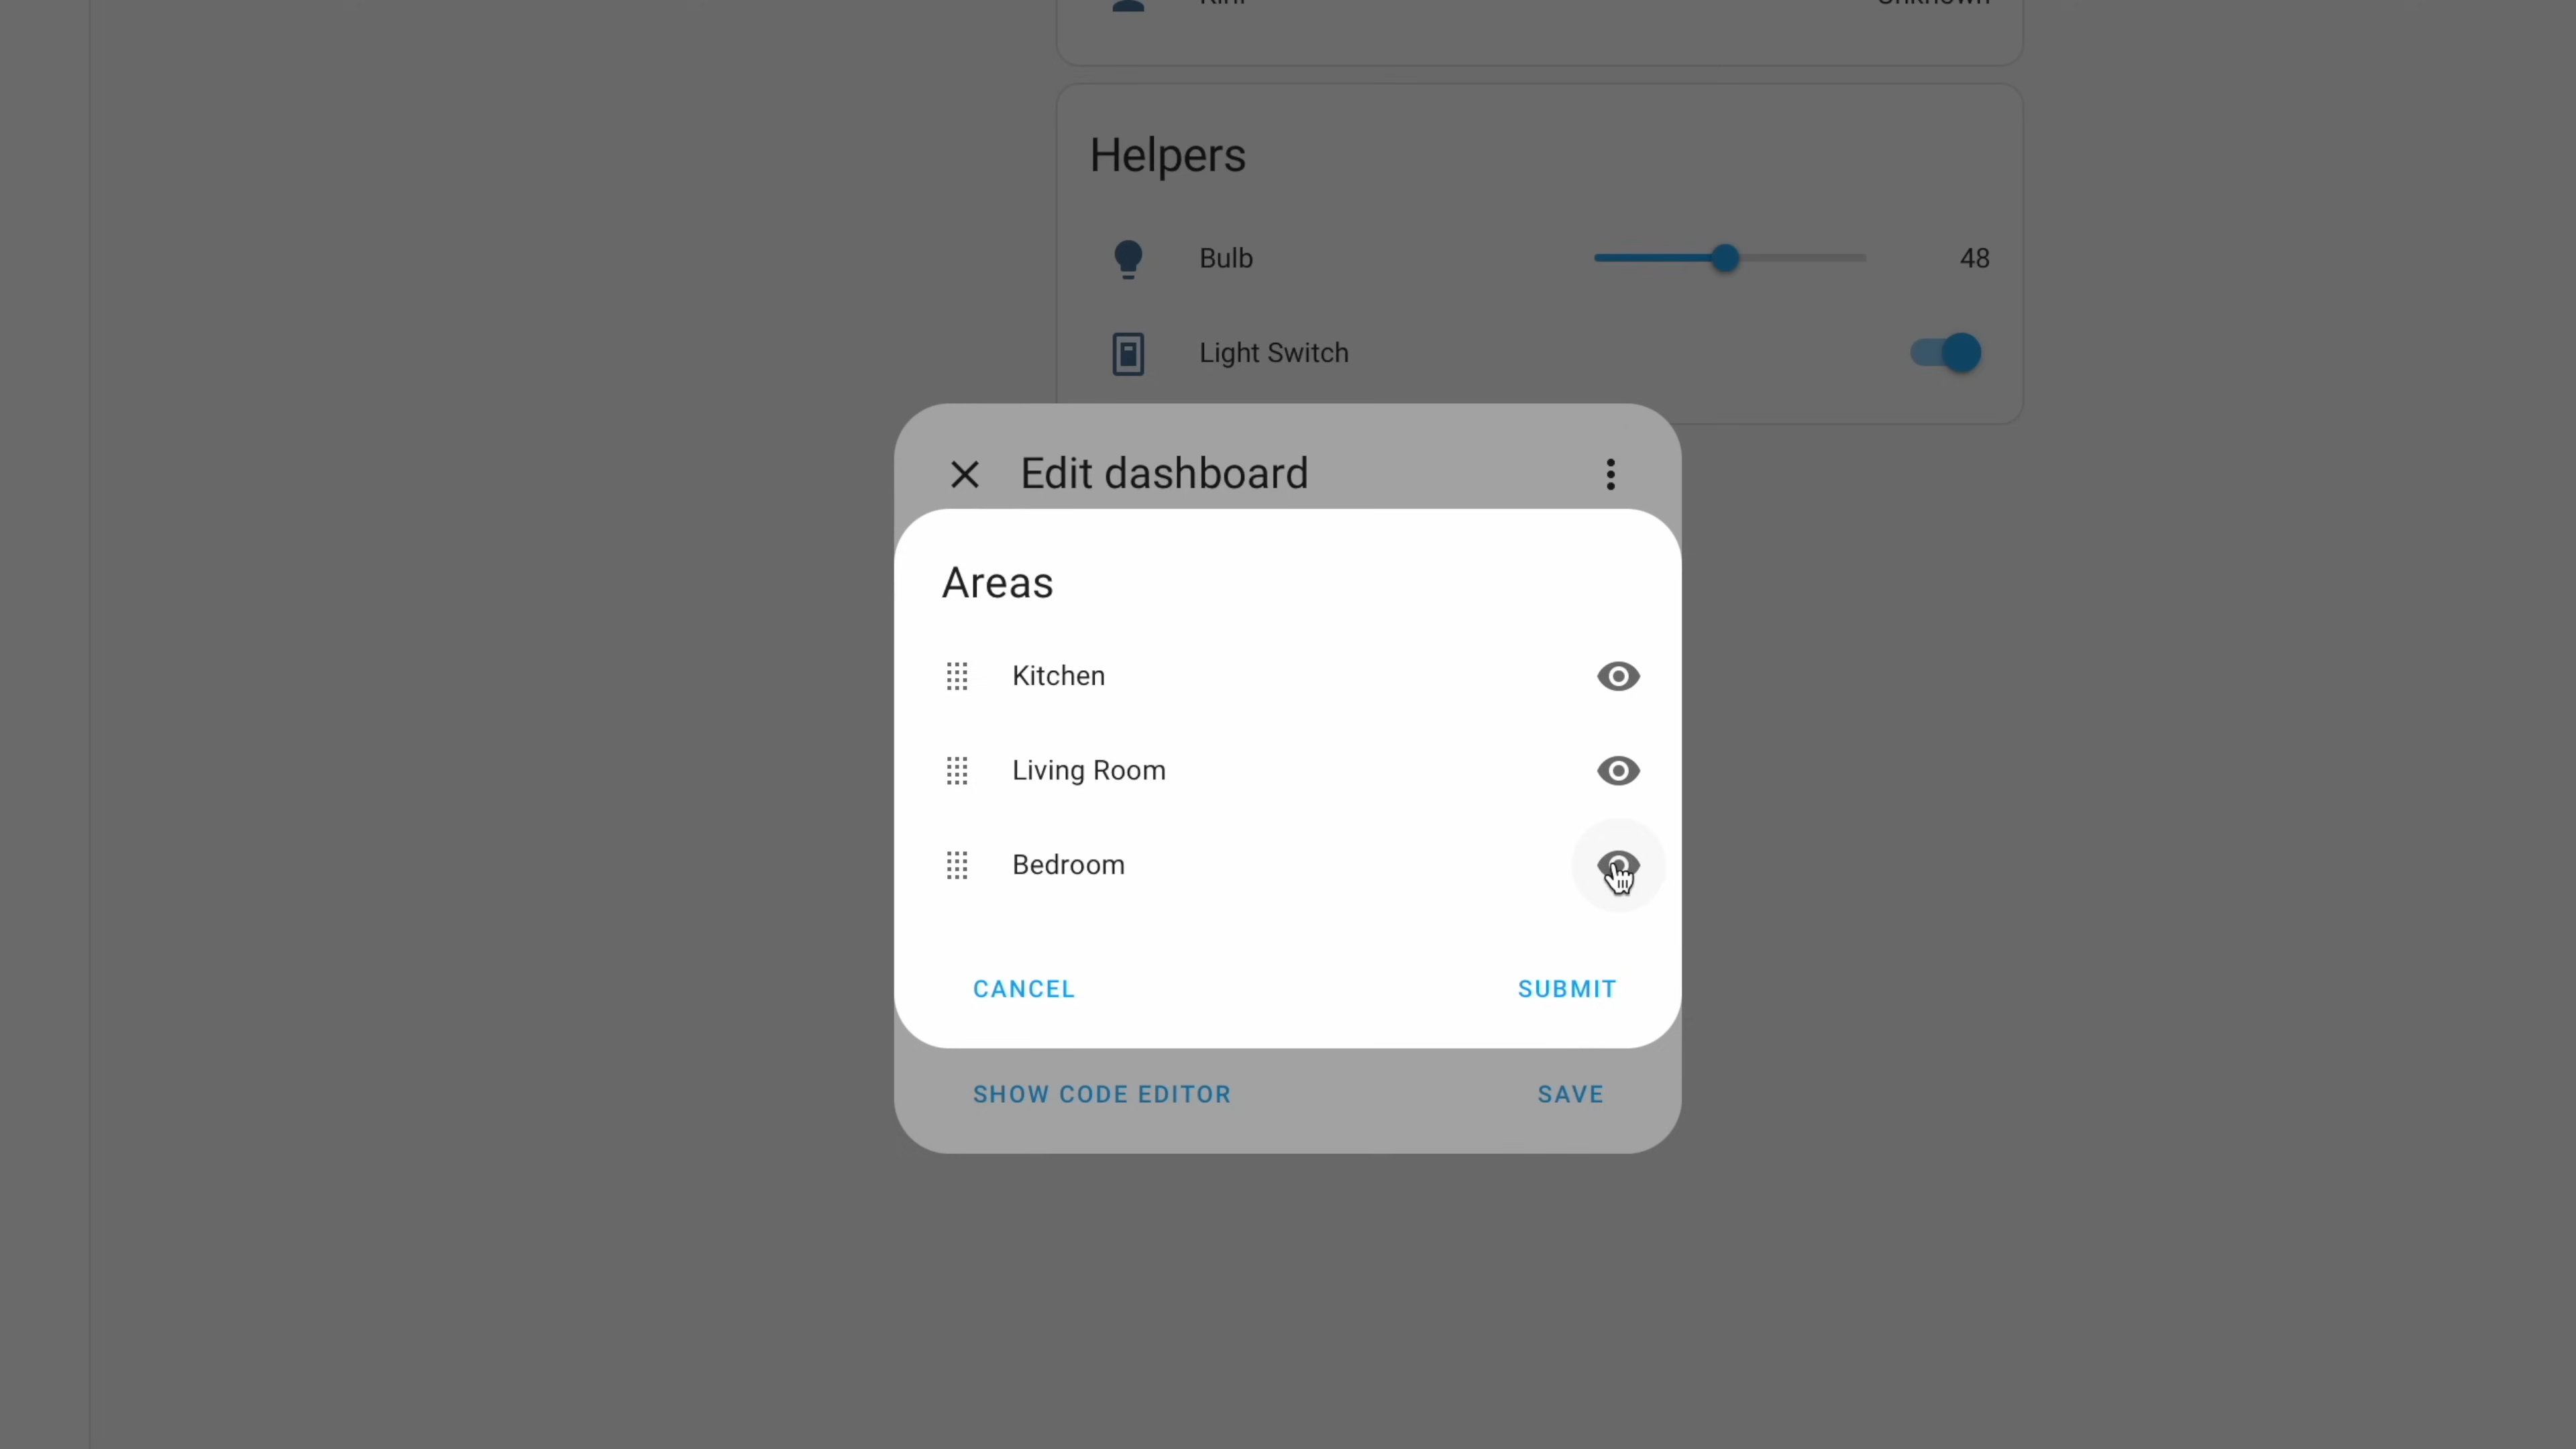 Helpers
Bulb 48
Light Switch
Edit dashboard
Areas
Kitchen
Living Room
Bedroom
CANCEL SUBMIT
SHOW CODE EDITOR SAVE